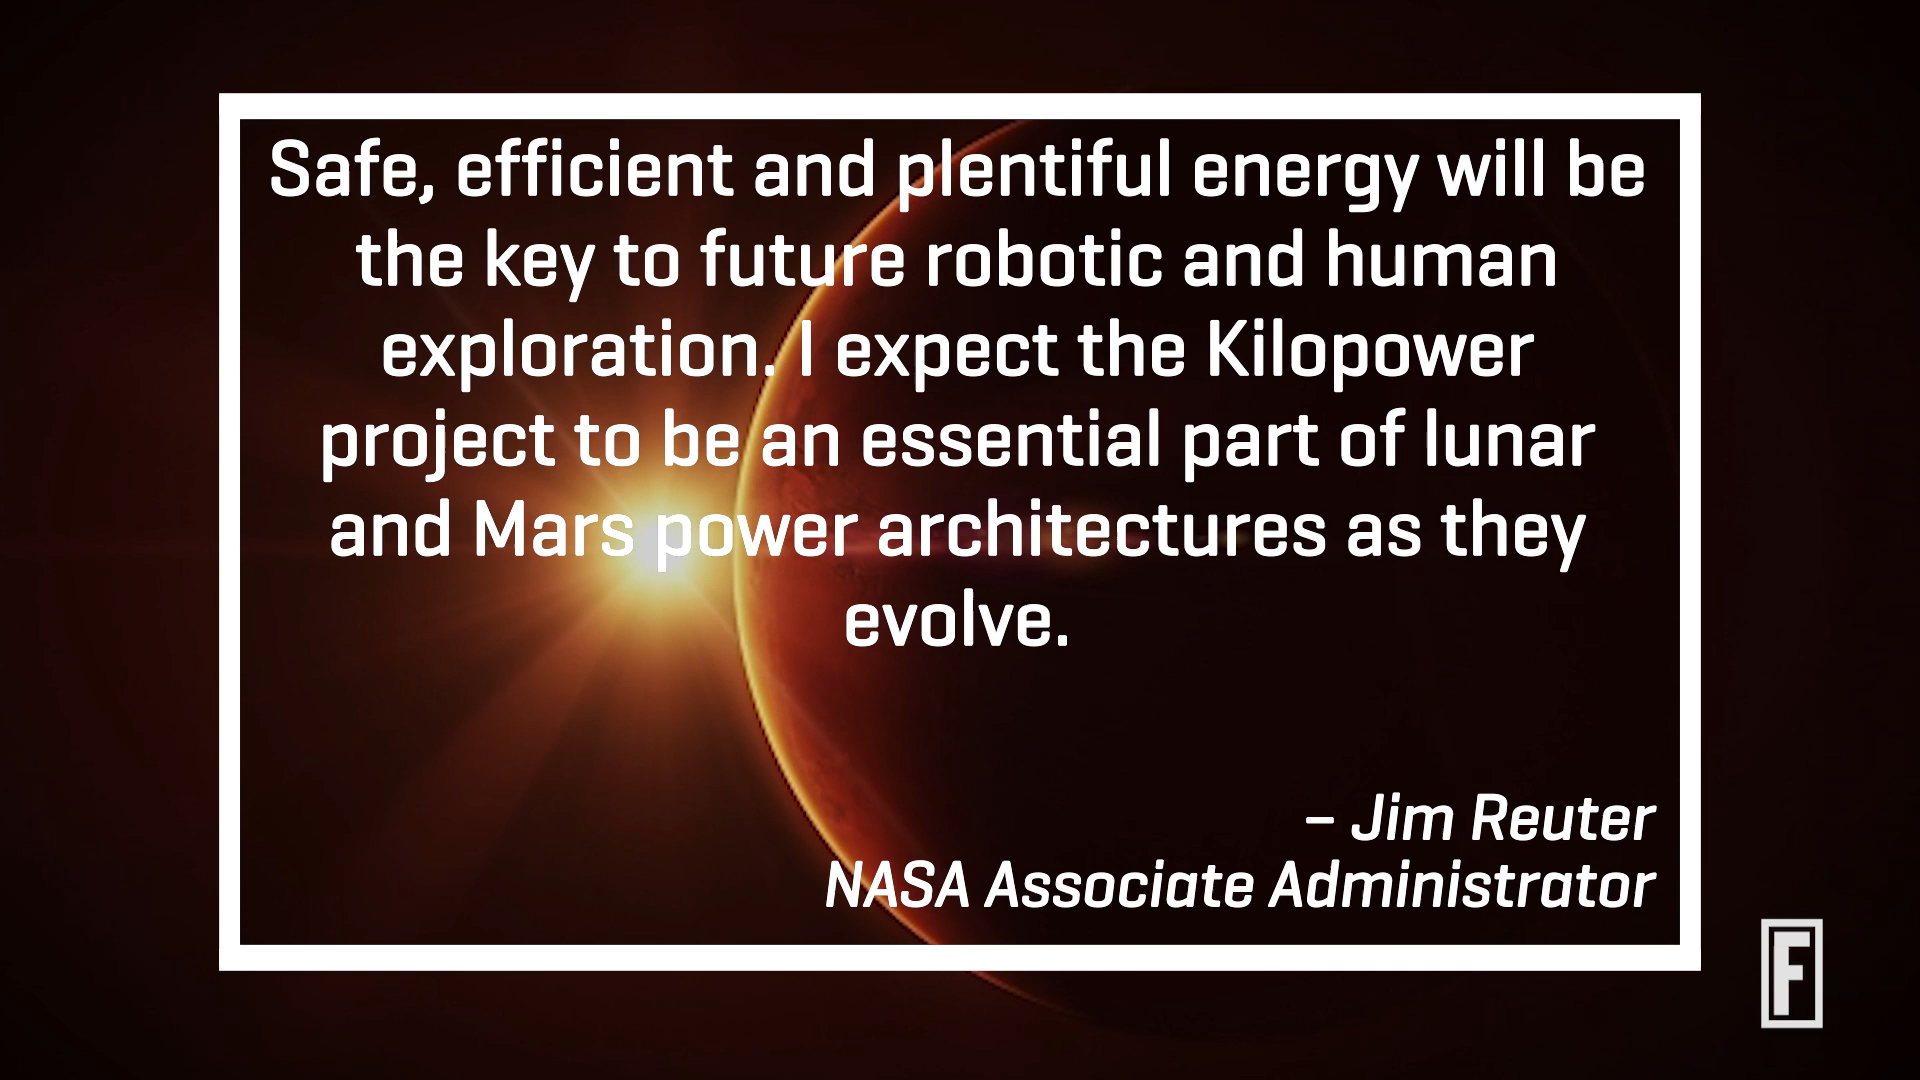 Safe, efficient and plentiful energy will be
the key to future robotic and human
exploration. I expect the Kilopower
project to be an essential part of lunar
and Mars power architectures as they
evolve.
– Jim Reuter
NASA Associate Administrator
F